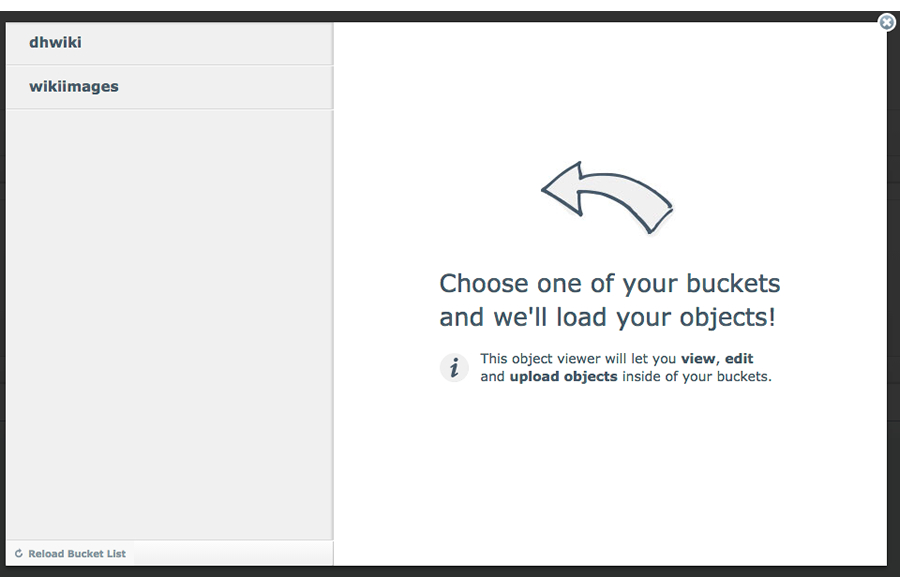 dhwiki
wikiimages
Reload Bucket List
Choose one of your buckets
and we'll load your objects!
i
This object viewer will let you view, edit
and upload objects inside of your buckets.